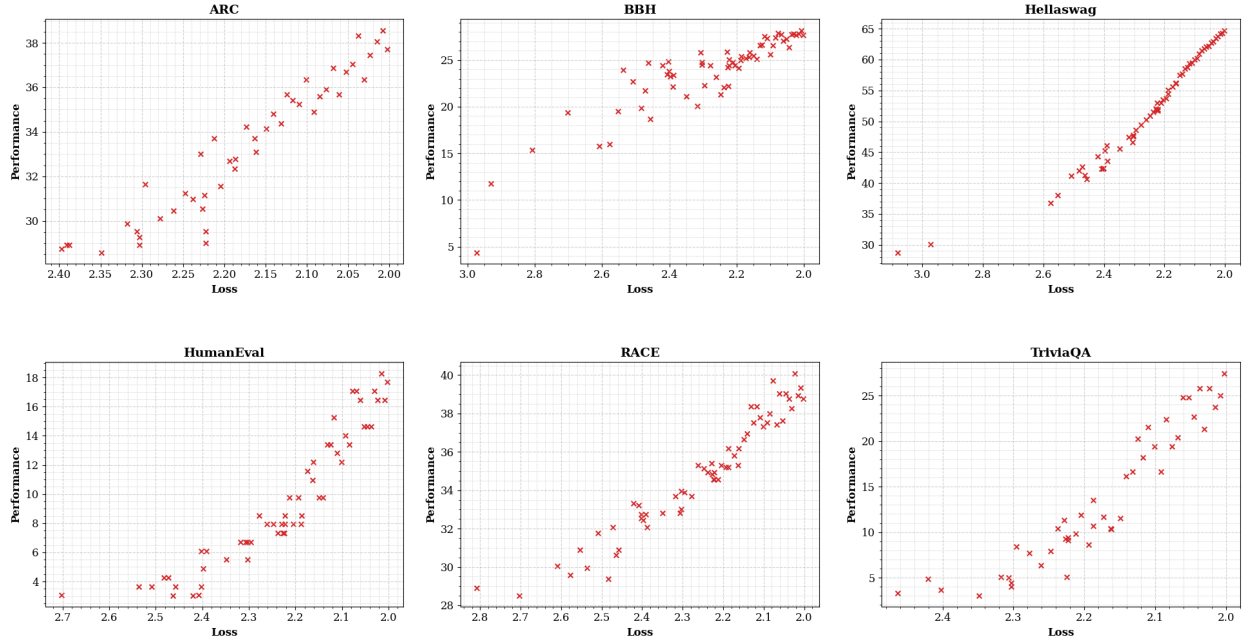 ARC
Performance
38
36
34
32
30
2.40 2.35 2.30 2.25 2.20 2.15 2.10 2.05 2.00
Loss
BBH
Performance
25
20
15
10
5
3.0 2.8 2.6 2.4 2.2 2.0
Loss
Hellaswag
Performance
65
60
55
50
45
40
35
30
3.0 2.8 2.6 2.4 2.2 2.0
Loss
HumanEval
Performance
18
16
14
12
10
8
6
4
2.7 2.6 2.5 2.4 2.3 2.2 2.1 2.0
Loss
RACE
Performance
40
38
36
34
32
30
28
2.8 2.7 2.6 2.5 2.4 2.3 2.2 2.1 2.0
Loss
TriviaQA
Performance
25
20
15
10
5
2.5 2.4 2.3 2.2 2.1 2.0
Loss